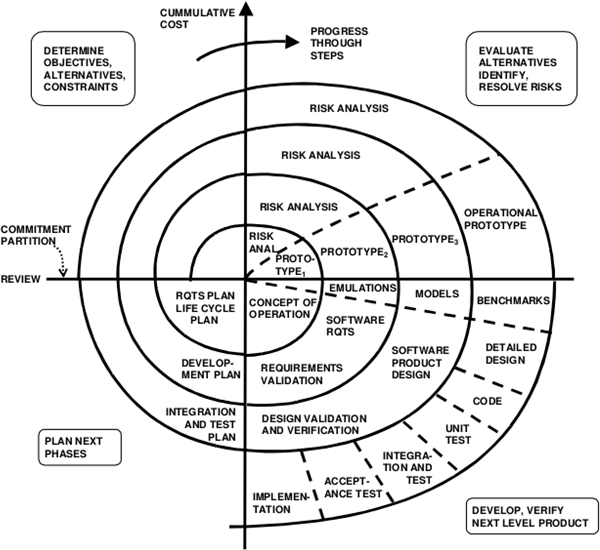 CUMMULATIVE
COST
PROGRESS
THROUGH
STEPS
DETERMINE
OBJECTIVES,
ALTERNATIVES,
CONSTRAINTS
EVALUATE
ALTERNATIVES
IDENTIFY,
RESOLVE RISKS
RISK ANALYSIS
RISK ANALYSIS
RISK ANALYSIS
RISK
ANAL.
OPERATIONAL
PROTOTYPE
PROTOTYPE3
PROTOTYPE2
PROTO-
TYPE1
COMMITMENT
PARTITION
REVIEW
EMULATIONS
MODELS
BENCHMARKS
RQTS PLAN
LIFE CYCLE
PLAN
CONCEPT OF
OPERATION
SOFTWARE
RQTS
SOFTWARE
PRODUCT
DESIGN
DETAILED
DESIGN
DEVELOP-
MENT PLAN
REQUIREMENTS
VALIDATION
CODE
INTEGRATION
AND TEST
PLAN
DESIGN VALIDATION
AND VERIFICATION
UNIT
TEST
INTEGRA-
TION AND
TEST
ACCEPT-
ANCE TEST
IMPLEMEN-
TATION
PLAN NEXT
PHASES
DEVELOP, VERIFY
NEXT LEVEL PRODUCT